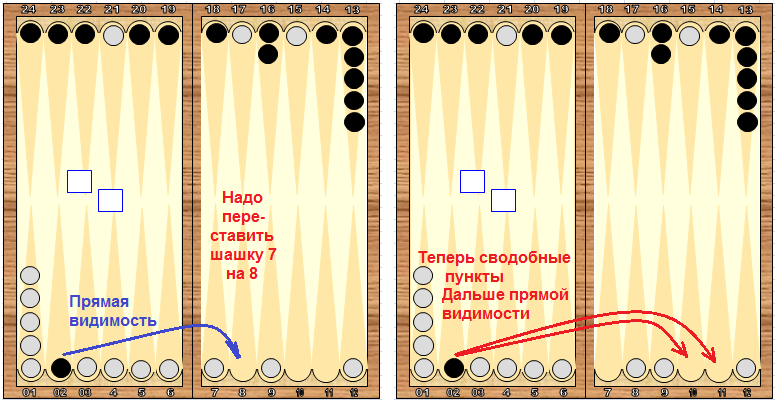 24 23 22 21 20 19 18 17 16 15 14 13
24 23 22 21 20 19 18 17 16 15 14 13
Надо
пере-
ставить
шашку 7
на 8
Прямая
видимость
Теперь сводобные
пункты
Дальше прямой
видимости
01 02 03 4 5 6 7 8 9 10 11 12
01 02 03 4 5 6 7 8 9 10 11 12